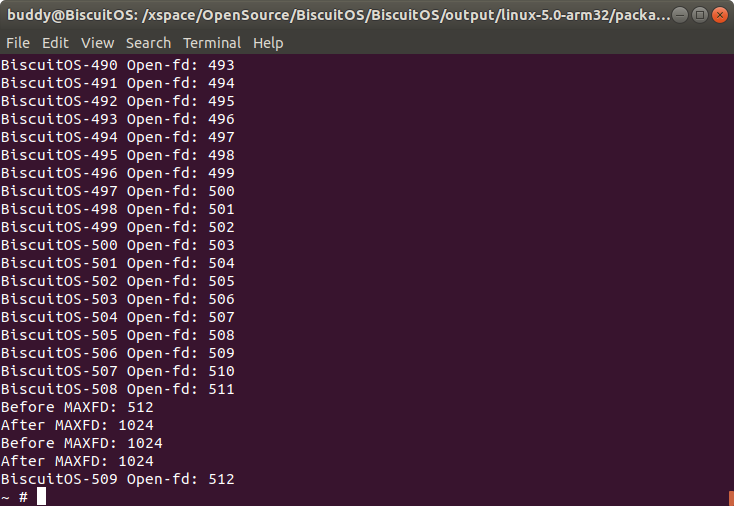 buddy@BiscuitOS: /xspace/OpenSource/BiscuitOS/BiscuitOS/output/linux-5.0-arm32/packa...
File Edit View Search Terminal Help
BiscuitOS-490 Open-fd: 493
BiscuitOS-491 Open-fd: 494
BiscuitOS-492 Open-fd: 495
BiscuitOS-493 Open-fd: 496
BiscuitOS-494 Open-fd: 497
BiscuitOS-495 Open-fd: 498
BiscuitOS-496 Open-fd: 499
BiscuitOS-497 Open-fd: 500
BiscuitOS-498 Open-fd: 501
BiscuitOS-499 Open-fd: 502
BiscuitOS-500 Open-fd: 503
BiscuitOS-501 Open-fd: 504
BiscuitOS-502 Open-fd: 505
BiscuitOS-503 Open-fd: 506
BiscuitOS-504 Open-fd: 507
BiscuitOS-505 Open-fd: 508
BiscuitOS-506 Open-fd: 509
BiscuitOS-507 Open-fd: 510
BiscuitOS-508 Open-fd: 511
Before MAXFD: 512
After MAXFD: 1024
Before MAXFD: 1024
After MAXFD: 1024
BiscuitOS-509 Open-fd: 512
~ #